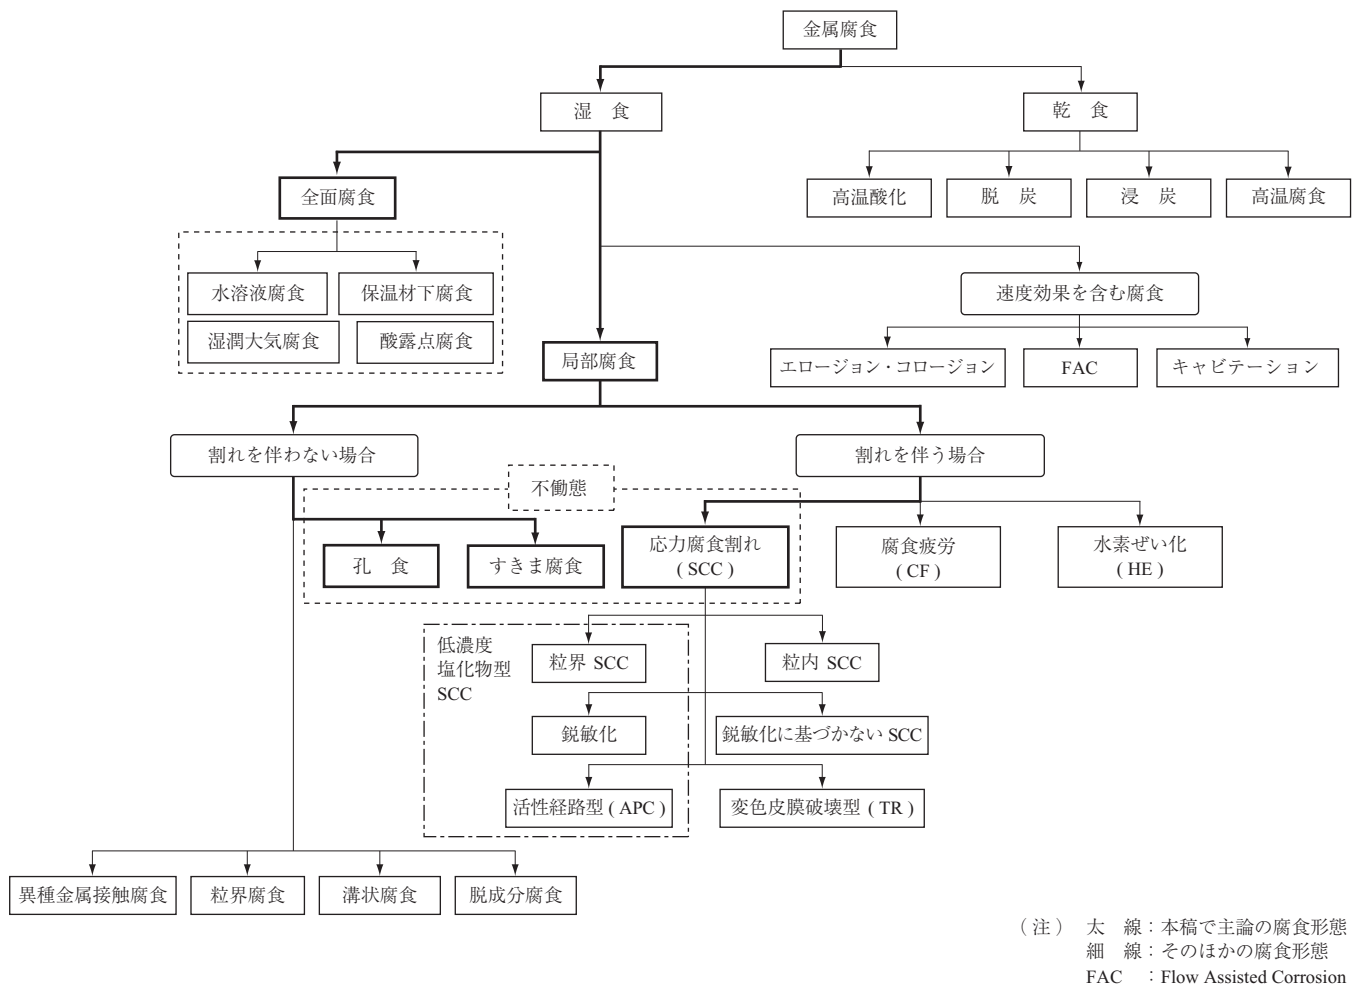 金属腐食
湿　食
乾　食
全面腐食
高温酸化
脱　炭
浸　炭
高温腐食
水溶液腐食
保温材下腐食
湿潤大気腐食
酸露点腐食
速度効果を含む腐食
局部腐食
エロージョン・コロージョン
FAC
キャビテーション
割れを伴わない場合
割れを伴う場合
不働態
孔　食
すきま腐食
応力腐食割れ
( SCC )
腐食疲労
( CF )
水素ぜい化
( HE )
低濃度
塩化物型
SCC
粒界 SCC
粒内 SCC
鋭敏化
鋭敏化に基づかない SCC
活性経路型 ( APC )
変色皮膜破壊型 ( TR )
異種金属接触腐食
粒界腐食
溝状腐食
脱成分腐食
（ 注 ）　太　線：本稿で主論の腐食形態
細　線：そのほかの腐食形態
FAC　：Flow Assisted Corrosion